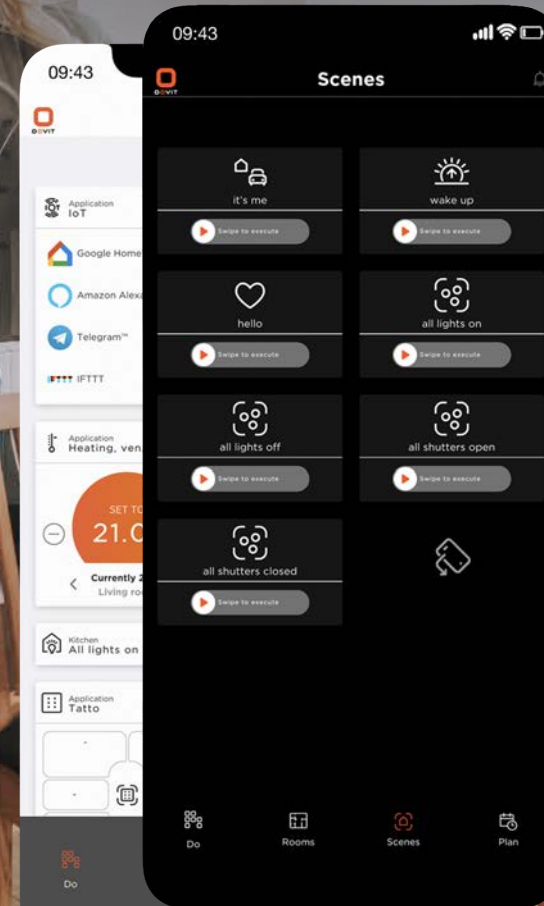 09:43
DOVIT
Application
IoT
Google Home
Amazon Alexa
Telegram™
IFTTT
Application
Heating, ven
SET TO
21.0
Currently 2
Living ro
Kitchen
All lights on
Application
Tatto
Do
09:43
DOVIT
Scenes
it's me
Swipe to execute
wake up
Swipe to execute
hello
Swipe to execute
all lights on
Swipe to execute
all lights off
Swipe to execute
all shutters open
Swipe to execute
all shutters closed
Swipe to execute
Do
Rooms
Scenes
Plan